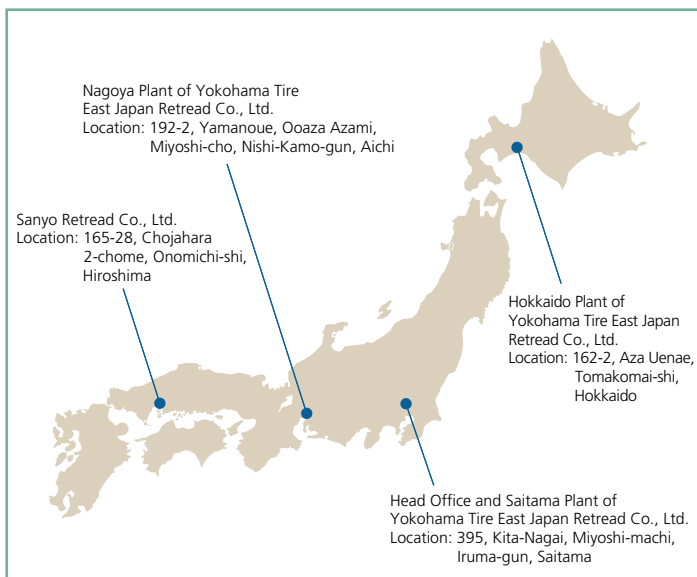 Nagoya Plant of Yokohama Tire
East Japan Retread Co., Ltd.
Location: 192-2, Yamanoue, Ooaza Azami,
Miyoshi-cho, Nishi-Kamo-gun, Aichi
Sanyo Retread Co., Ltd.
Location: 165-28, Chojahara
2-chome, Onomichi-shi,
Hiroshima
Hokkaido Plant of
Yokohama Tire East Japan
Retread Co., Ltd.
Location: 162-2, Aza Uenae,
Tomakomai-shi,
Hokkaido
Head Office and Saitama Plant of
Yokohama Tire East Japan Retread Co., Ltd.
Location: 395, Kita-Nagai, Miyoshi-machi,
Iruma-gun, Saitama